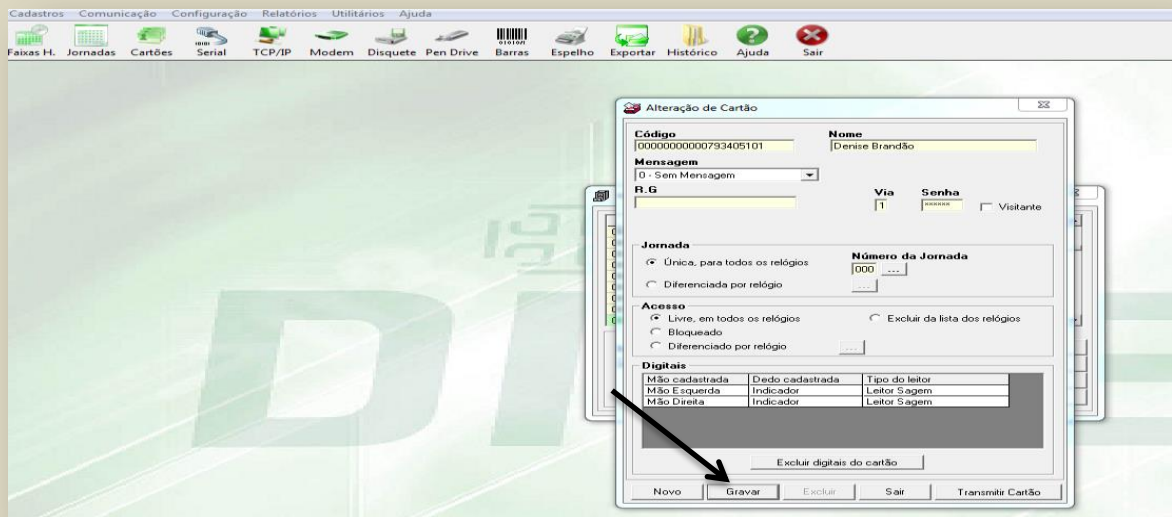 Cadastros Comunicação Configuração Relatórios Utilitários Ajuda
Faixas H. Jornadas Cartões Serial TCP/IP Modem Disquete Pen Drive Barras Espelho Exportar Histórico Ajuda Sair
Alteração de Cartão
Código Nome
00000000000793405101 Denise Brandão
Mensagem
0 - Sem Mensagem
R.G Via Senha
1 ****** Visitante
Jornada
Única, para todos os relógios Número da Jornada
000 ...
Diferenciada por relógio ...
Acesso
Livre, em todos os relógios Excluir da lista dos relógios
Bloqueado
Diferenciado por relógio ...
Digitais
Mão cadastrada Dedo cadastrada Tipo do leitor
Mão Esquerda Indicador Leitor Sagem
Mão Direita Indicador Leitor Sagem
Excluir digitais do cartão
Novo Gravar Excluir Sair Transmitir Cartão